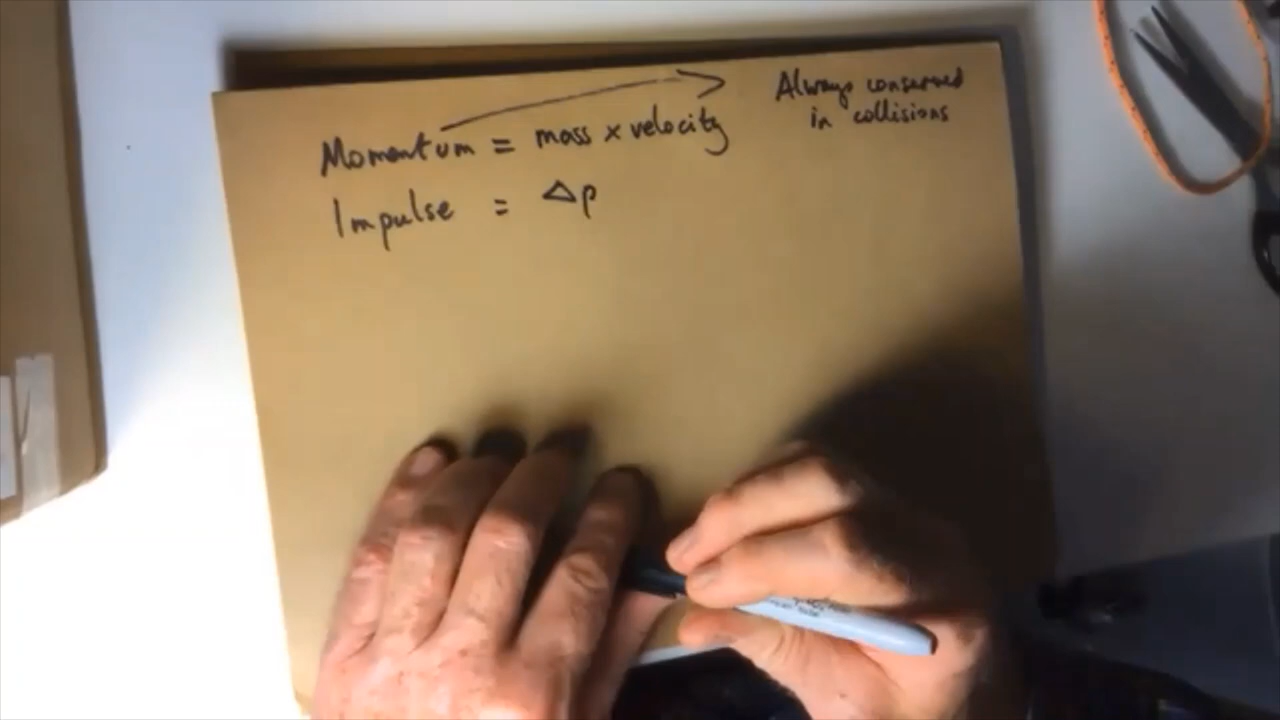 Momentum = mass x velocity
Always conserved
in collisions
Impulse = Δp